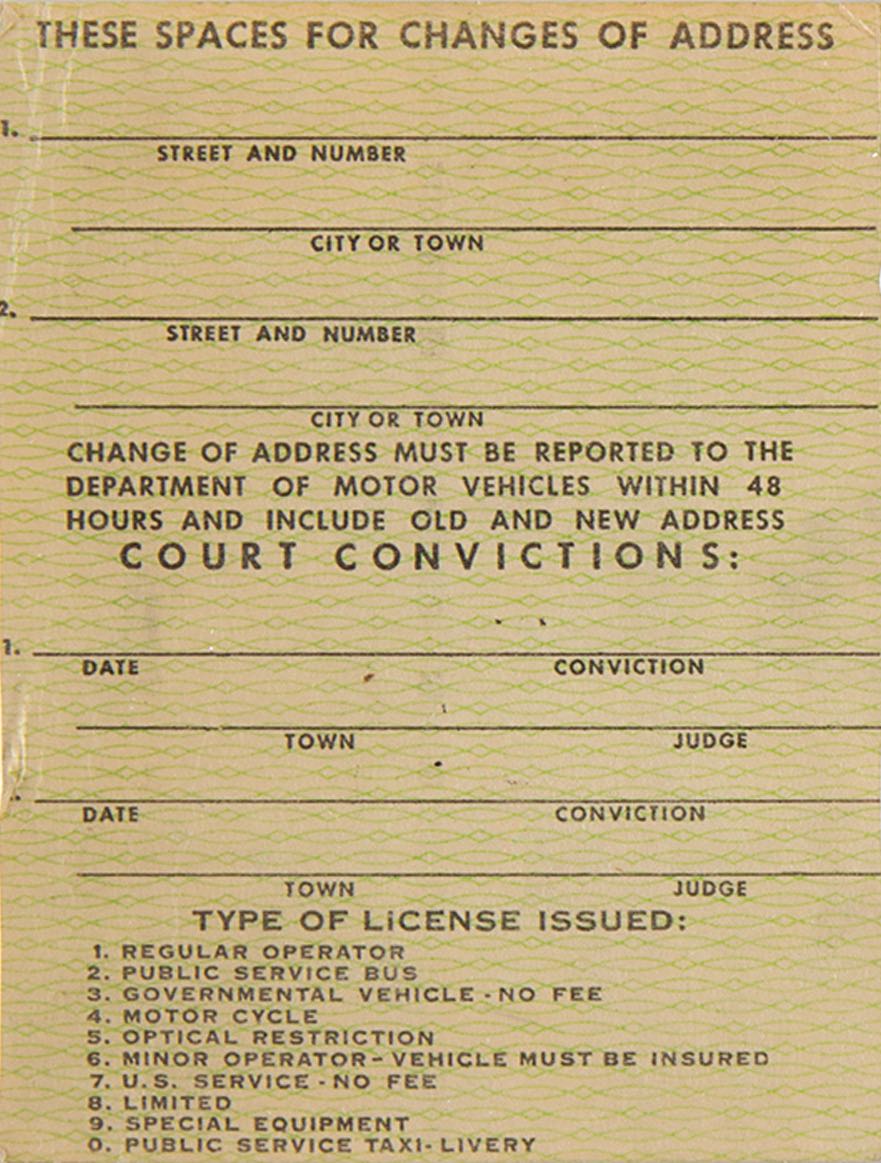 THESE SPACES FOR CHANGES OF ADDRESS
1.
STREET AND NUMBER
CITY OR TOWN
2.
STREET AND NUMBER
CITY OR TOWN
CHANGE OF ADDRESS MUST BE REPORTED TO THE
DEPARTMENT OF MOTOR VEHICLES WITHIN 48
HOURS AND INCLUDE OLD AND NEW ADDRESS
COURT CONVICTIONS:
1.
DATE CONVICTION
TOWN JUDGE
DATE CONVICTION
TOWN JUDGE
TYPE OF LiCENSE ISSUED:
1. REGULAR OPERATOR
2. PUBLIC SERVICE BUS
3. GOVERNMENTAL VEHICLE - NO FEE
4. MOTOR CYCLE
5. OPTICAL RESTRICTION
6. MINOR OPERATOR - VEHICLE MUST BE INSURED
7. U. S. SERVICE - NO FEE
8. LIMITED
9. SPECIAL EQUIPMENT
0. PUBLIC SERVICE TAXI - LIVERY